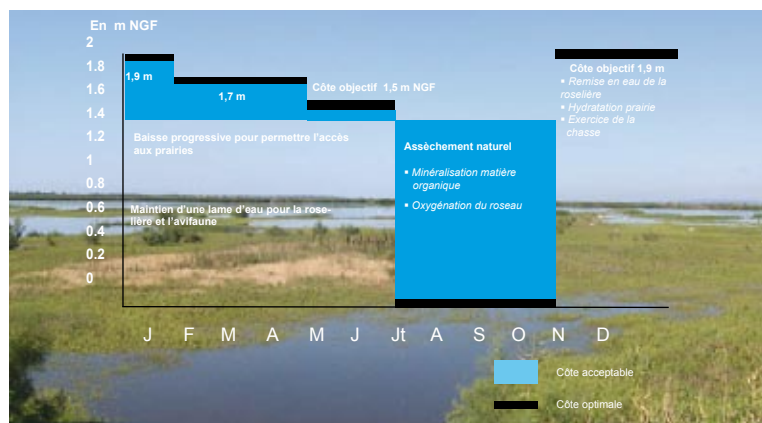 En m NGF
2
1.8
1.6
1.4
1.2
1
0.8
0.6
0.4
0.2
0
1,9 m
1,7 m
Côte objectif 1,5 m NGF
Baisse progressive pour permettre l'accès
aux prairies
Maintien d'une lame d'eau pour la rose-
lière et l'avifaune
Assèchement naturel
▪ Minéralisation matière
organique
▪ Oxygénation du roseau
Côte objectif 1,9 m
▪ Remise en eau de la
roselière
▪ Hydratation prairie
▪ Exercice de la
chasse
J F M A M J Jt A S O N D
Côte acceptable
Côte optimale